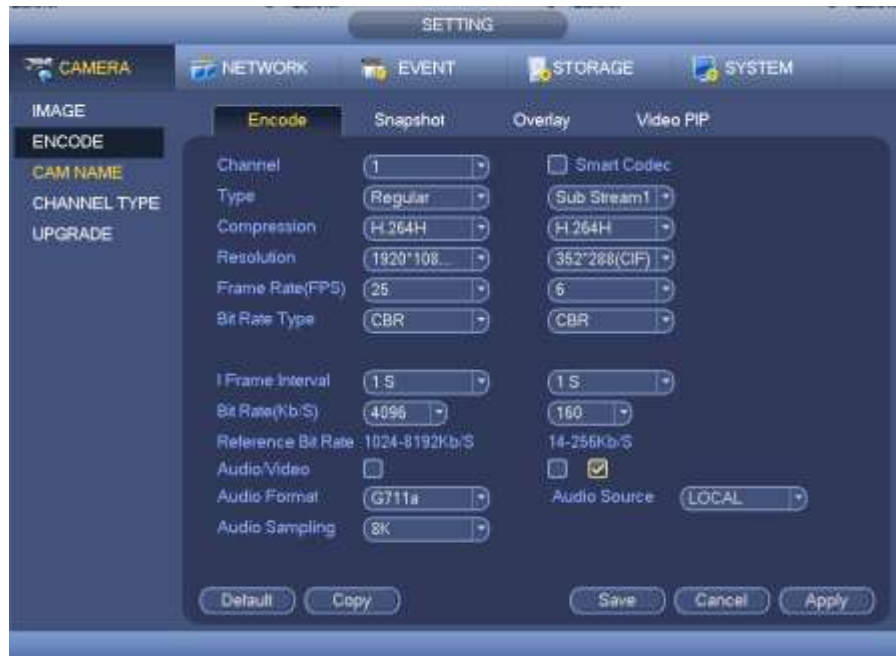 SETTING
CAMERA NETWORK EVENT STORAGE SYSTEM
IMAGE
ENCODE
CAM NAME
CHANNEL TYPE
UPGRADE
Encode Snapshot Overlay Video PIP
Channel 1 Smart Codec
Type Regular Sub Stream1
Compression H.264H H.264H
Resolution 1920*108... 352*288(CIF)
Frame Rate(FPS) 25 6
Bit Rate Type CBR CBR
I Frame Interval 1 S 1 S
Bit Rate(Kb/S) 4096 160
Reference Bit Rate 1024-8192Kb/S 14-256Kb/S
Audio/Video
Audio Format G711a Audio Source LOCAL
Audio Sampling 8K
Default Copy Save Cancel Apply